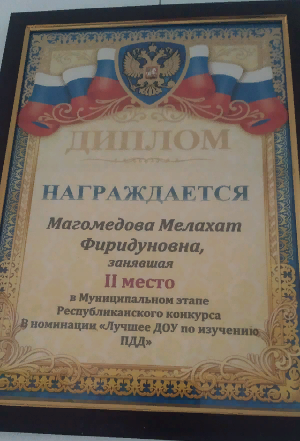 ДИПЛОМ
НАГРАЖДАЕТСЯ
Магомедова Мелахат
Фиридуновна,
занявшая
II место
в Муниципальном этапе
Республиканского конкурса
В номинации «Лучшее ДОУ по изучению
ПДД»